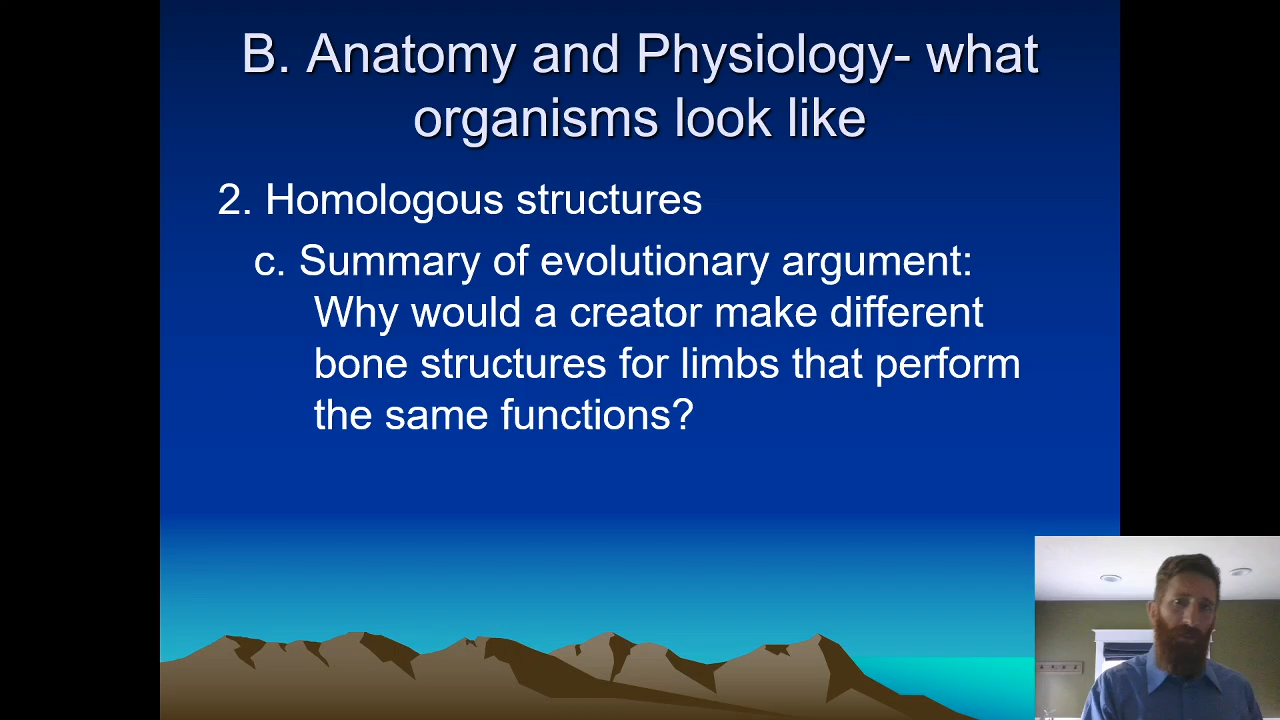 B. Anatomy and Physiology- what
organisms look like
2. Homologous structures
c. Summary of evolutionary argument:
Why would a creator make different
bone structures for limbs that perform
the same functions?